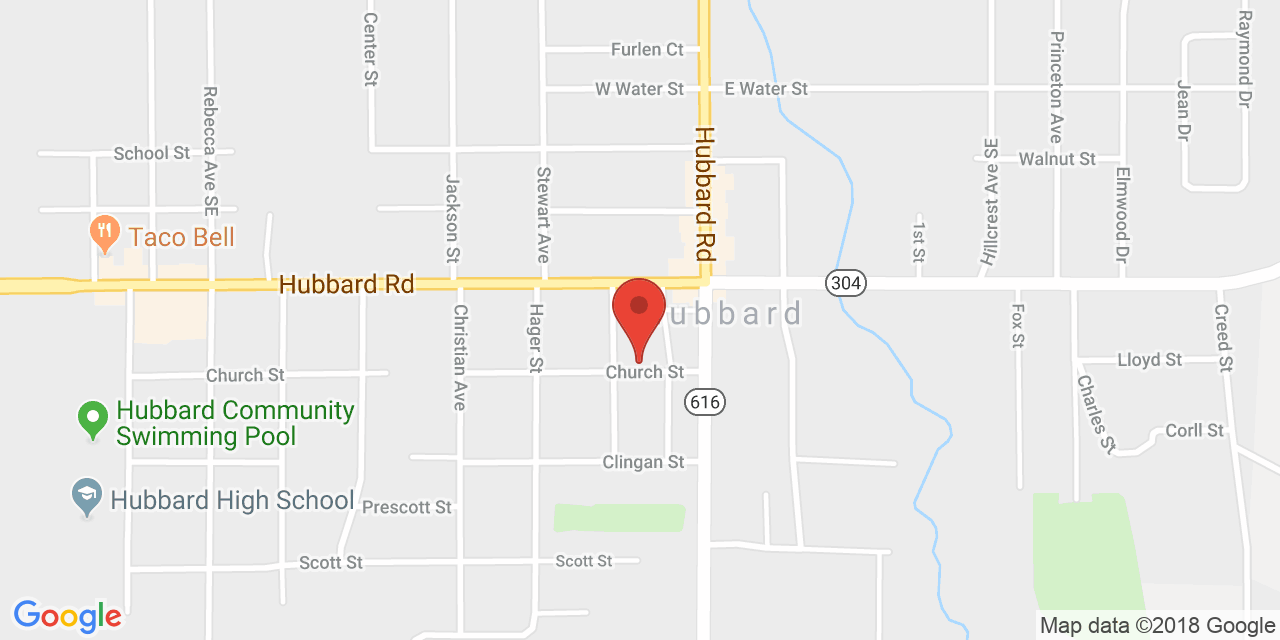 Center St
Furlen Ct
W Water St
E Water St
Rebecca Ave SE
Princeton Ave
Raymond Dr
Jean Dr
School St
Hubbard Rd
Walnut St
Hillcrest Ave SE
Elmwood Dr
Stewart Ave
Jackson St
Taco Bell
1st St
Hubbard Rd
304
Hubbard
Christian Ave
Hager St
Fox St
Creed St
Church St
Church St
Lloyd St
616
Charles St
Hubbard Community
Swimming Pool
Corll St
Clingan St
Hubbard High School
Prescott St
Scott St
Scott St
Google
Map data ©2018 Google